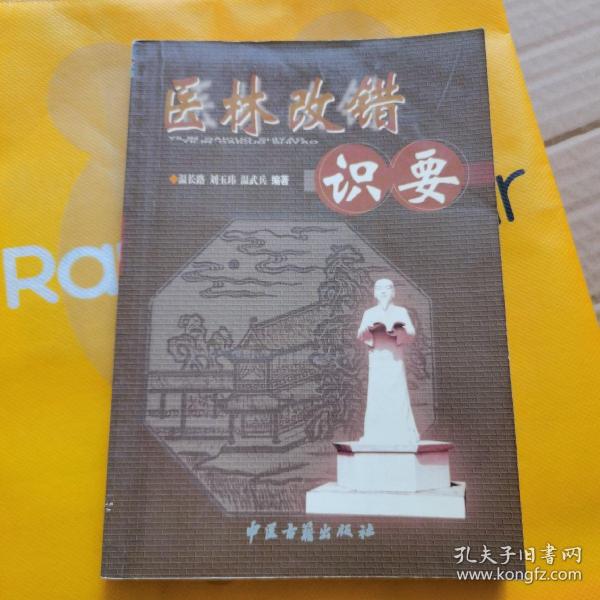 医林改错
识要
◆温长路 刘玉玮 温武兵 编著
中医古籍出版社
Ra
r
孔夫子旧书网
www.kongfz.com